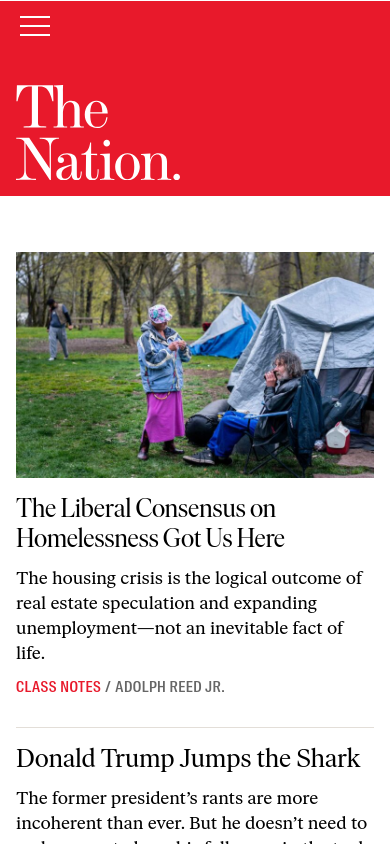 The
Nation.
The Liberal Consensus on
Homelessness Got Us Here
The housing crisis is the logical outcome of
real estate speculation and expanding
unemployment—not an inevitable fact of
life.
CLASS NOTES / ADOLPH REED JR.
Donald Trump Jumps the Shark
The former president’s rants are more
incoherent than ever. But he doesn’t need to